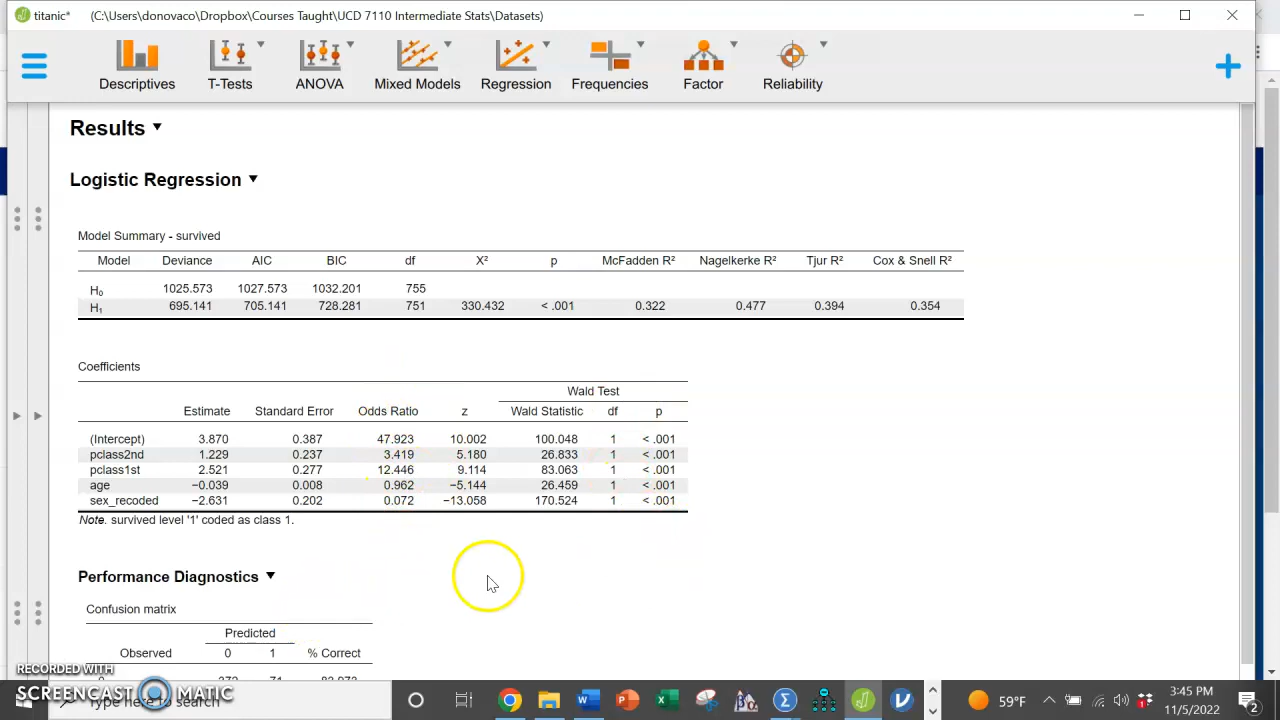 titanic* (C:\Users\donovaco\Dropbox\Courses Taught\UCD 7110 Intermediate Stats\Datasets)
Descriptives T-Tests ANOVA Mixed Models Regression Frequencies Factor Reliability
Results
Logistic Regression
Model Summary - survived
Model Deviance AIC BIC df X² p McFadden R² Nagelkerke R² Tjur R² Cox & Snell R²
H₀ 1025.573 1027.573 1032.201 755
H₁ 695.141 705.141 728.281 751 330.432 < .001 0.322 0.477 0.394 0.354
Coefficients
Wald Test
Estimate Standard Error Odds Ratio z Wald Statistic df p
(Intercept) 3.870 0.387 47.923 10.002 100.048 1 < .001
pclass2nd 1.229 0.237 3.419 5.180 26.833 1 < .001
pclass1st 2.521 0.277 12.446 9.114 83.063 1 < .001
age −0.039 0.008 0.962 −5.144 26.459 1 < .001
sex_recoded −2.631 0.202 0.072 −13.058 170.524 1 < .001
Note. survived level '1' coded as class 1.
Performance Diagnostics
Confusion matrix
Predicted
Observed 0 1 % Correct
RECORDED WITH
SCREENCAST MATIC
Type here to search
59°F
3:45 PM
11/5/2022
2